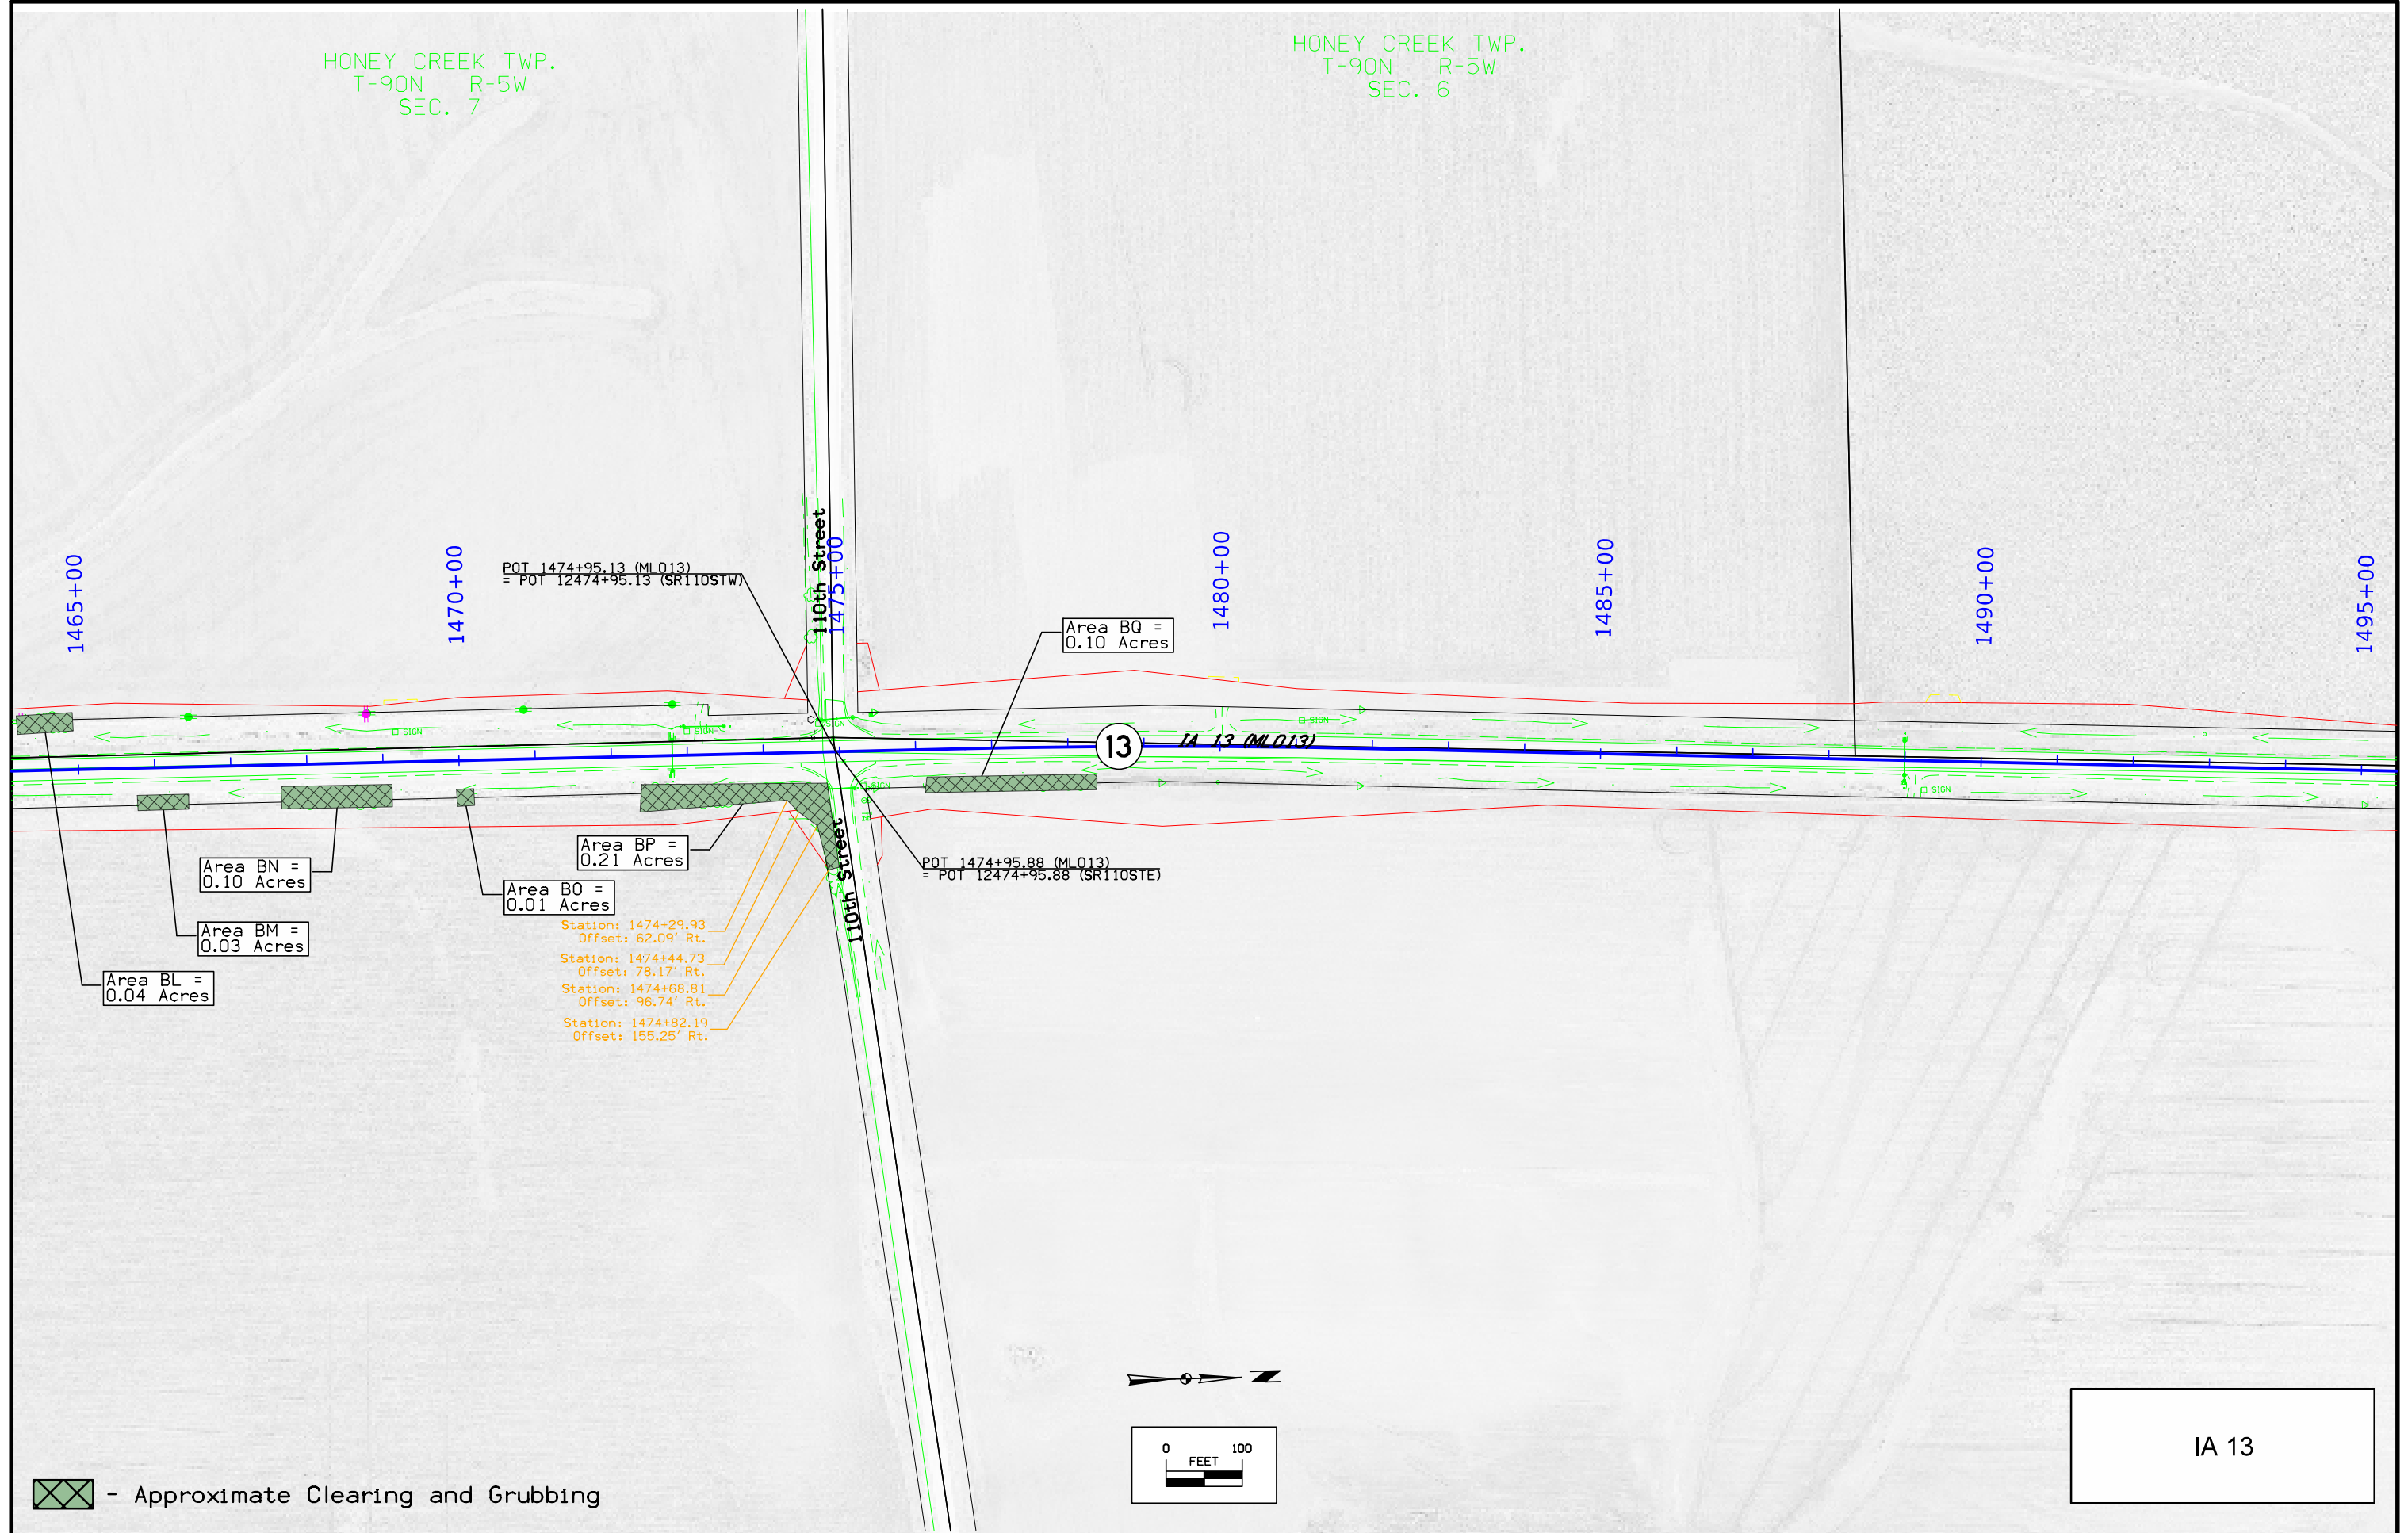 HONEY CREEK TWP.
T-90N R-5W
SEC. 7
HONEY CREEK TWP.
T-90N R-5W
SEC. 6
1465+00
1470+00
1475+00
1480+00
1485+00
1490+00
1495+00
110th Street
POT 1474+95.13 (ML013)
= POT 12474+95.13 (SR110STW)
Area BQ =
0.10 Acres
SIGN
SIGN
SIGN
SIGN
13
IA 13 (ML013)
SIGN
SIGN
Area BP =
0.21 Acres
Area BN =
0.10 Acres
Area BO =
0.01 Acres
Area BM =
0.03 Acres
Area BL =
0.04 Acres
110th Street
POT 1474+95.88 (ML013)
= POT 12474+95.88 (SR110STE)
Station: 1474+29.93
Offset: 62.09' Rt.
Station: 1474+44.73
Offset: 78.17' Rt.
Station: 1474+68.81
Offset: 96.74' Rt.
Station: 1474+82.19
Offset: 155.25' Rt.
N
0 100
FEET
IA 13
- Approximate Clearing and Grubbing